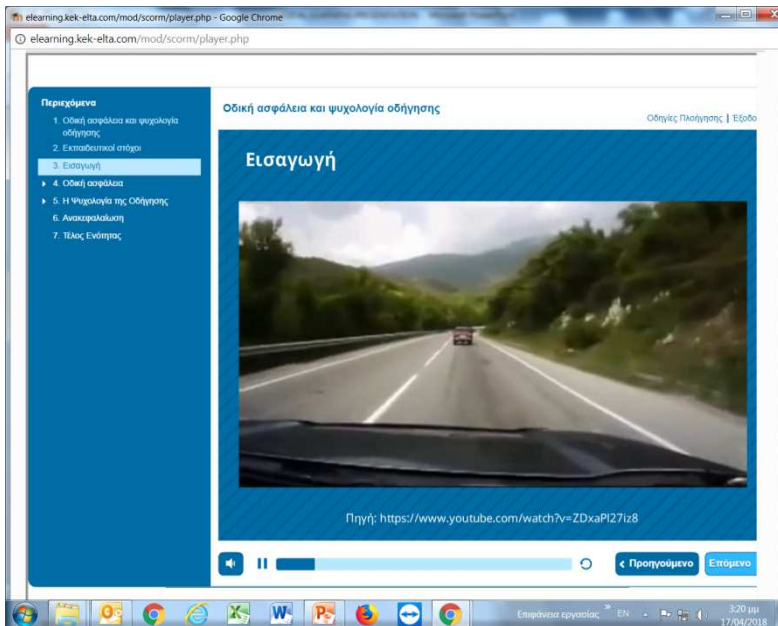 elearning.kek-elta.com/mod/scorm/player.php - Google Chrome
elearning.kek-elta.com/mod/scorm/player.php
Περιεχόμενα
1. Οδική ασφάλεια και ψυχολογία
οδήγησης
2. Εκπαιδευτικοί στόχοι
3. Εισαγωγή
4. Οδική ασφάλεια
5. Η Ψυχολογία της Οδήγησης
6. Ανακεφαλαίωση
7. Τέλος Ενότητας
Οδική ασφάλεια και ψυχολογία οδήγησης
Οδηγίες Πλοήγησης | Έξοδο
Εισαγωγή
Πηγή: https://www.youtube.com/watch?v=ZDxaPl27iz8
< Προηγούμενο
Επόμενο
Επιφάνεια εργασίας » EN
3:20 μμ
17/04/2018